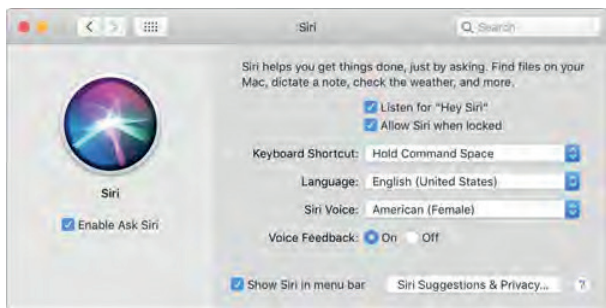 Siri
Search
Siri helps you get things done, just by asking. Find files on your
Mac, dictate a note, check the weather, and more.
Listen for "Hey Siri"
Allow Siri when locked
Keyboard Shortcut: Hold Command Space
Language: English (United States)
Siri
Siri Voice: American (Female)
Enable Ask Siri
Voice Feedback: On Off
Show Siri in menu bar Siri Suggestions & Privacy... ?